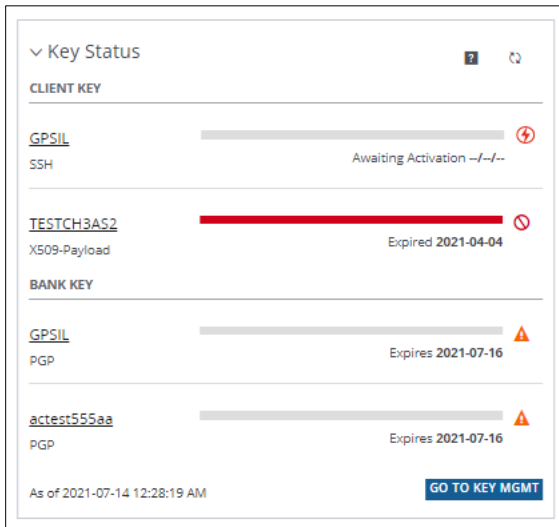 Key Status
?
CLIENT KEY
GPSIL
SSH
Awaiting Activation --/--/--
TESTCH3AS2
X509-Payload
Expired 2021-04-04
BANK KEY
GPSIL
PGP
Expires 2021-07-16
actest555aa
PGP
Expires 2021-07-16
As of 2021-07-14 12:28:19 AM
GO TO KEY MGMT